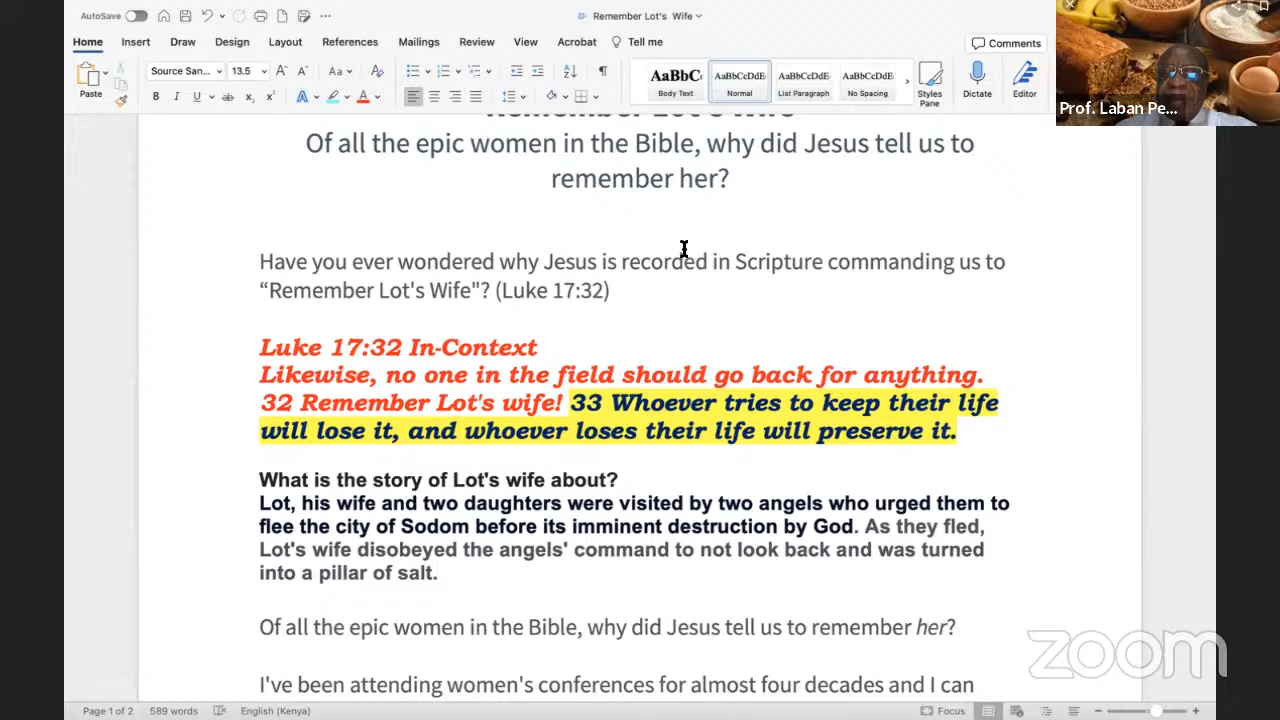 AutoSave
Remember Lot's Wife
Home Insert Draw Design Layout References Mailings Review View Acrobat Tell me
Comments
Paste
Source San... 13.5
Aa
B I U ab x₂ x² A A
AaBbC AaBbCcDdE AaBbCcDdE AaBbCcDdE
Body Text Normal List Paragraph No Spacing
Styles Pane
Dictate
Editor
Prof. Laban Pe...
Remember Lot's Wife
Of all the epic women in the Bible, why did Jesus tell us to
remember her?
Have you ever wondered why Jesus is recorded in Scripture commanding us to
“Remember Lot's Wife"? (Luke 17:32)
Luke 17:32 In-Context
Likewise, no one in the field should go back for anything.
32 Remember Lot's wife! 33 Whoever tries to keep their life
will lose it, and whoever loses their life will preserve it.
What is the story of Lot's wife about?
Lot, his wife and two daughters were visited by two angels who urged them to
flee the city of Sodom before its imminent destruction by God. As they fled,
Lot's wife disobeyed the angels' command to not look back and was turned
into a pillar of salt.
Of all the epic women in the Bible, why did Jesus tell us to remember her?
I've been attending women's conferences for almost four decades and I can
zoom
Page 1 of 2 589 words English (Kenya) Focus